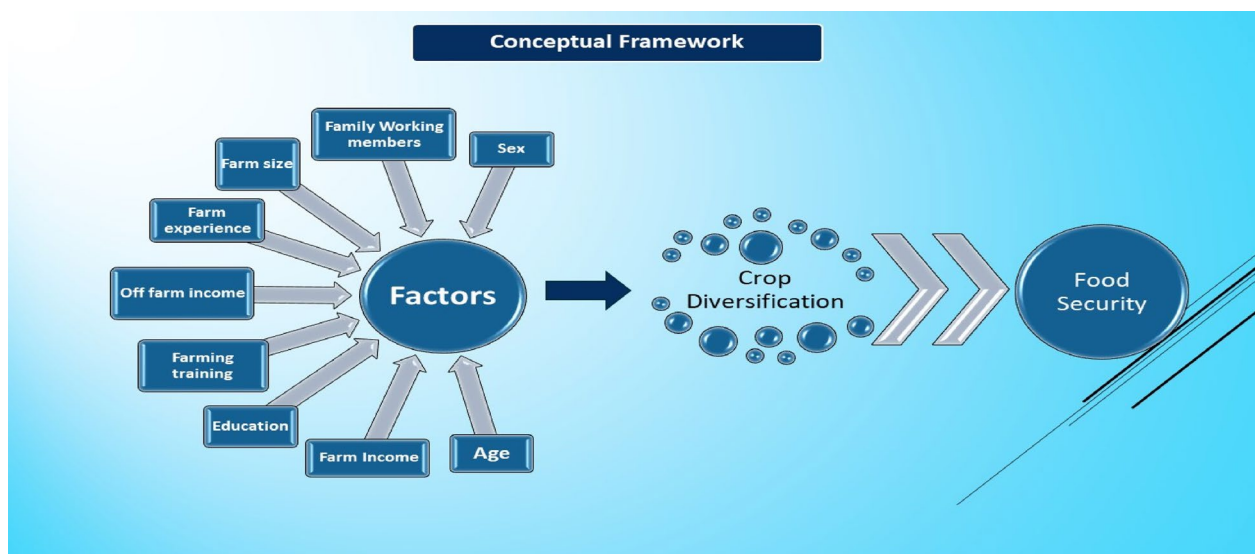 Conceptual Framework
Family Working
members
Sex
Farm size
Farm
experience
Off farm income
Farming
training
Education
Farm Income
Age
Factors
Crop
Diversification
Food
Security